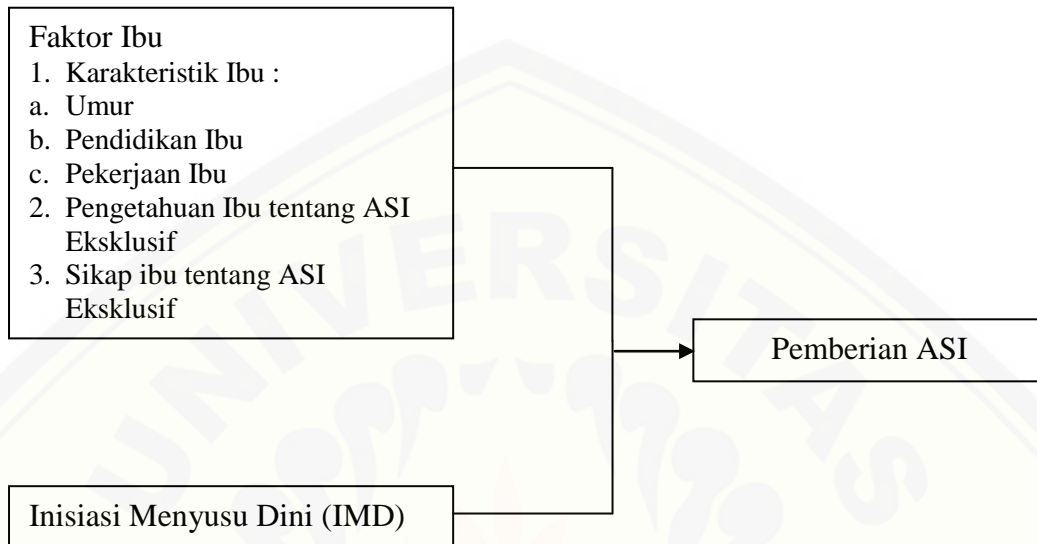 Faktor Ibu
1. Karakteristik Ibu :
a. Umur
b. Pendidikan Ibu
c. Pekerjaan Ibu
2. Pengetahuan Ibu tentang ASI
Eksklusif
3. Sikap ibu tentang ASI
Eksklusif
Pemberian ASI
Inisiasi Menyusu Dini (IMD)
UNIVERSITAS